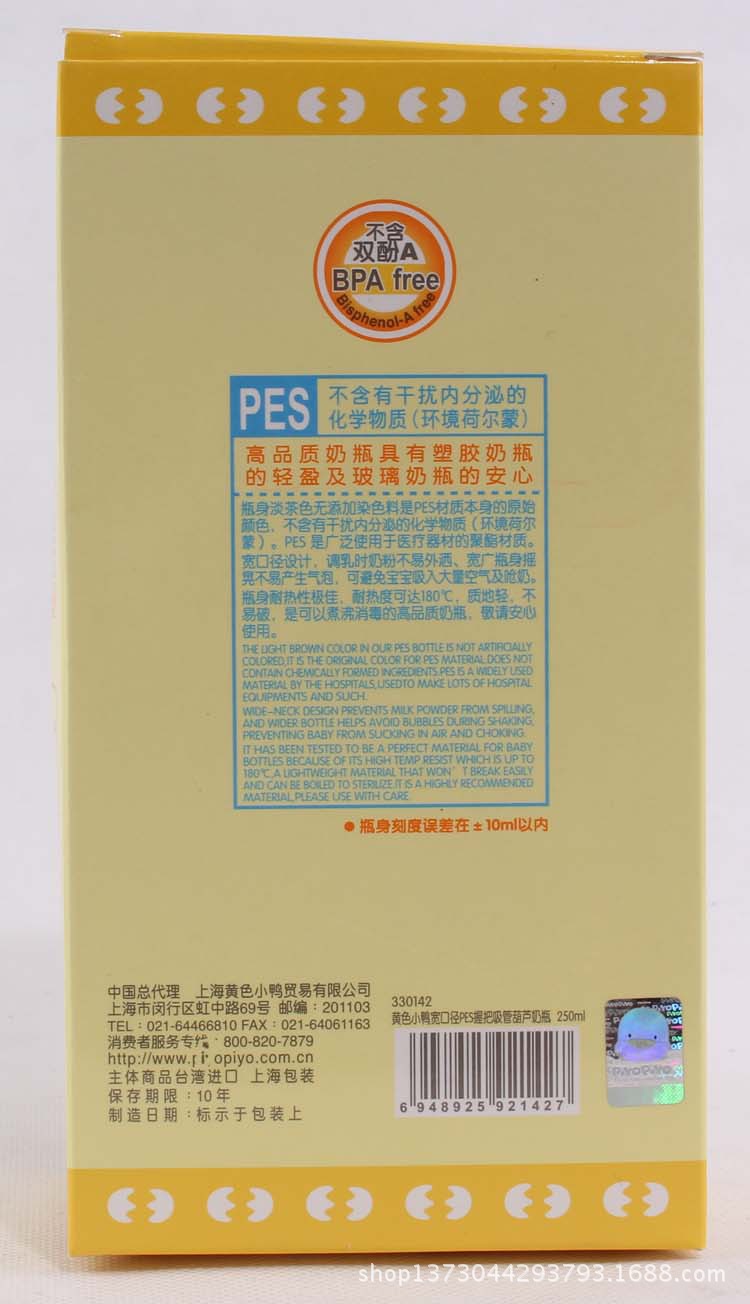 不含
双酚A
BPA free
Bisphenol-A free
PES
不含有干扰内分泌的
化学物质(环境荷尔蒙)
高品质奶瓶具有塑胶奶瓶
的轻盈及玻璃奶瓶的安心
瓶身淡茶色无添加染色料是PES材质本身的原始
颜色，不含有干扰内分泌的化学物质(环境荷尔
蒙)。PES 是广泛使用于医疗器材的聚酯材质。
宽口径设计，调乳时奶粉不易外洒、宽广瓶身摇
晃不易产生气泡，可避免宝宝吸入大量空气及呛奶。
瓶身耐热性极佳，耐热度可达180℃，质地轻，不
易破，是可以煮沸消毒的高品质奶瓶，敬请安心
使用。
THE LIGHT BROWN COLOR IN OUR PES BOTTLE IS NOT ARTIFICIALLY
COLORED,IT IS THE ORIGINAL COLOR FOR PES MATERIAL.DOES NOT
CONTAIN CHEMICALLY FORMED INGREDIENTS.PES IS A WIDELY USED
MATERIAL BY THE HOSPITALS,USEDTO MAKE LOTS OF HOSPITAL
EQUIPMENTS AND SUCH.
WIDE-NECK DESIGN PREVENTS MILK POWDER FROM SPILLING,
AND WIDER BOTTLE HELPS AVOID BUBBLES DURING SHAKING,
PREVENTING BABY FROM SUCKING IN AIR AND CHOKING.
IT HAS BEEN TESTED TO BE A PERFECT MATERIAL FOR BABY
BOTTLES BECAUSE OF ITS HIGH TEMP RESIST WHICH IS UP TO
180℃,A LIGHTWEIGHT MATERIAL THAT WON'T BREAK EASILY
AND CAN BE BOILED TO STERILIZE.IT IS A HIGHLY RECOMMENDED
MATERIAL,PLEASE USE WITH CARE.
●瓶身刻度误差在±10ml以内
中国总代理 上海黄色小鸭贸易有限公司
上海市闵行区虹中路69号 邮编:201103
TEL:021-64466810 FAX:021-64061163
消费者服务专线:800-820-7879
http://www.piyopiyo.com.cn
主体商品台湾进口 上海包装
保存期限:10年
制造日期:标示于包装上
330142
黄色小鸭宽口径PES握把吸管葫芦奶瓶 250ml
6 948925 921427
PiyoPiyo
shop1373044293793.1688.com